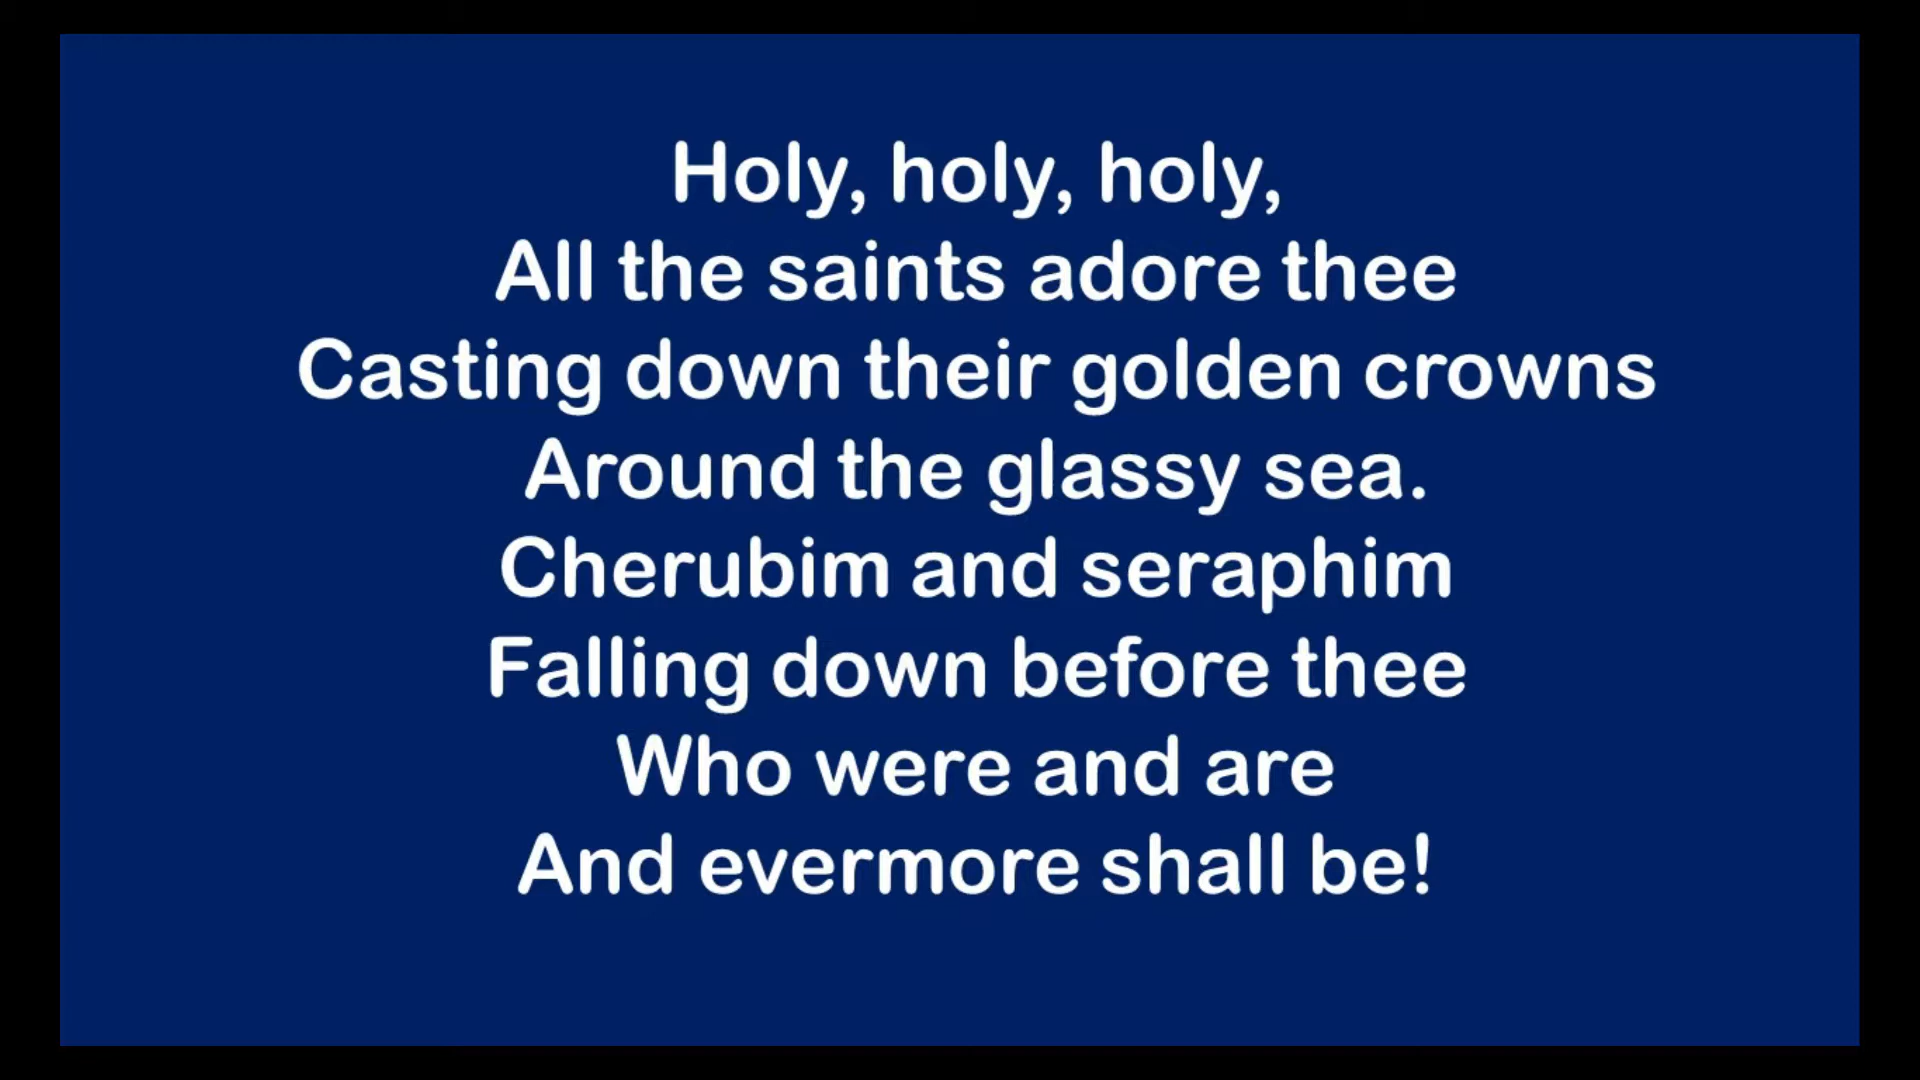 Holy, holy, holy,
All the saints adore thee
Casting down their golden crowns
Around the glassy sea.
Cherubim and seraphim
Falling down before thee
Who were and are
And evermore shall be!